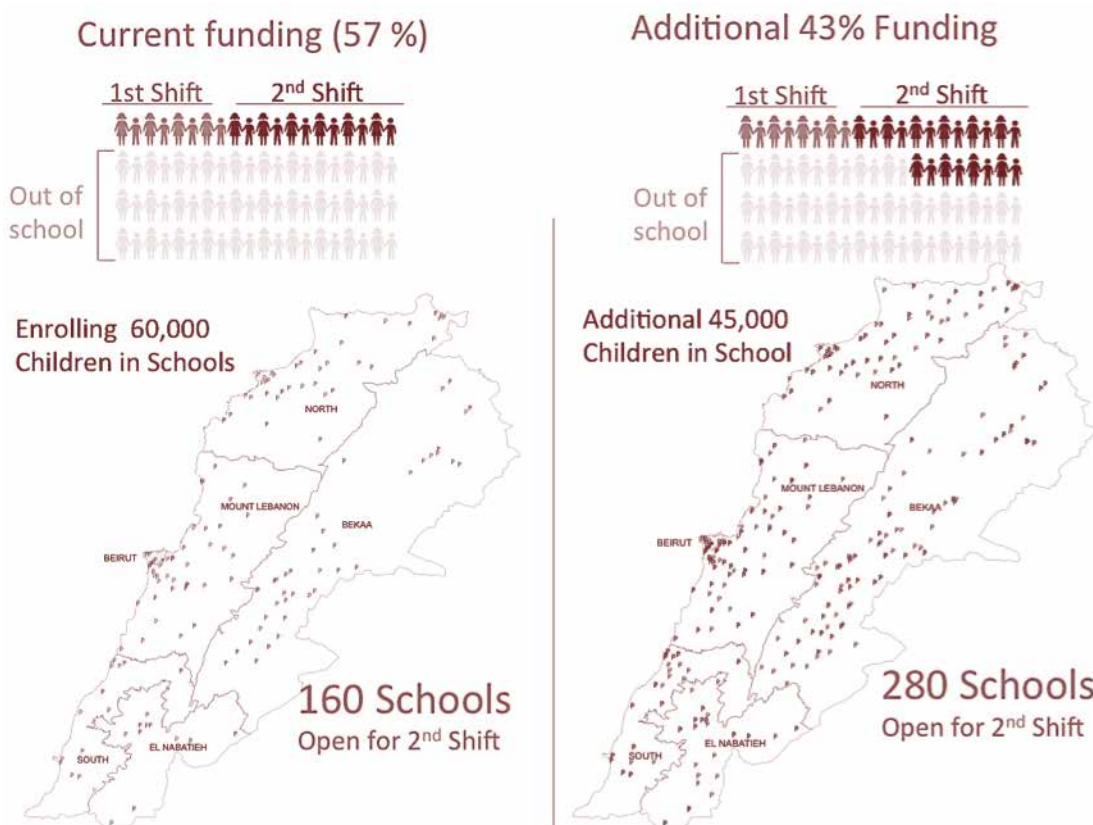 Current funding (57 %)
1st Shift
2nd Shift
Out of
school
Enrolling 60,000
Children in Schools
NORTH
MOUNT LEBANON
BEKAA
BEIRUT
160 Schools
Open for 2nd Shift
EL NABATIEH
SOUTH
Additional 43% Funding
1st Shift
2nd Shift
Out of
school
Additional 45,000
Children in School
NORTH
MOUNT LEBANON
BEKAA
BEIRUT
280 Schools
Open for 2nd Shift
EL NABATIEH
SOUTH